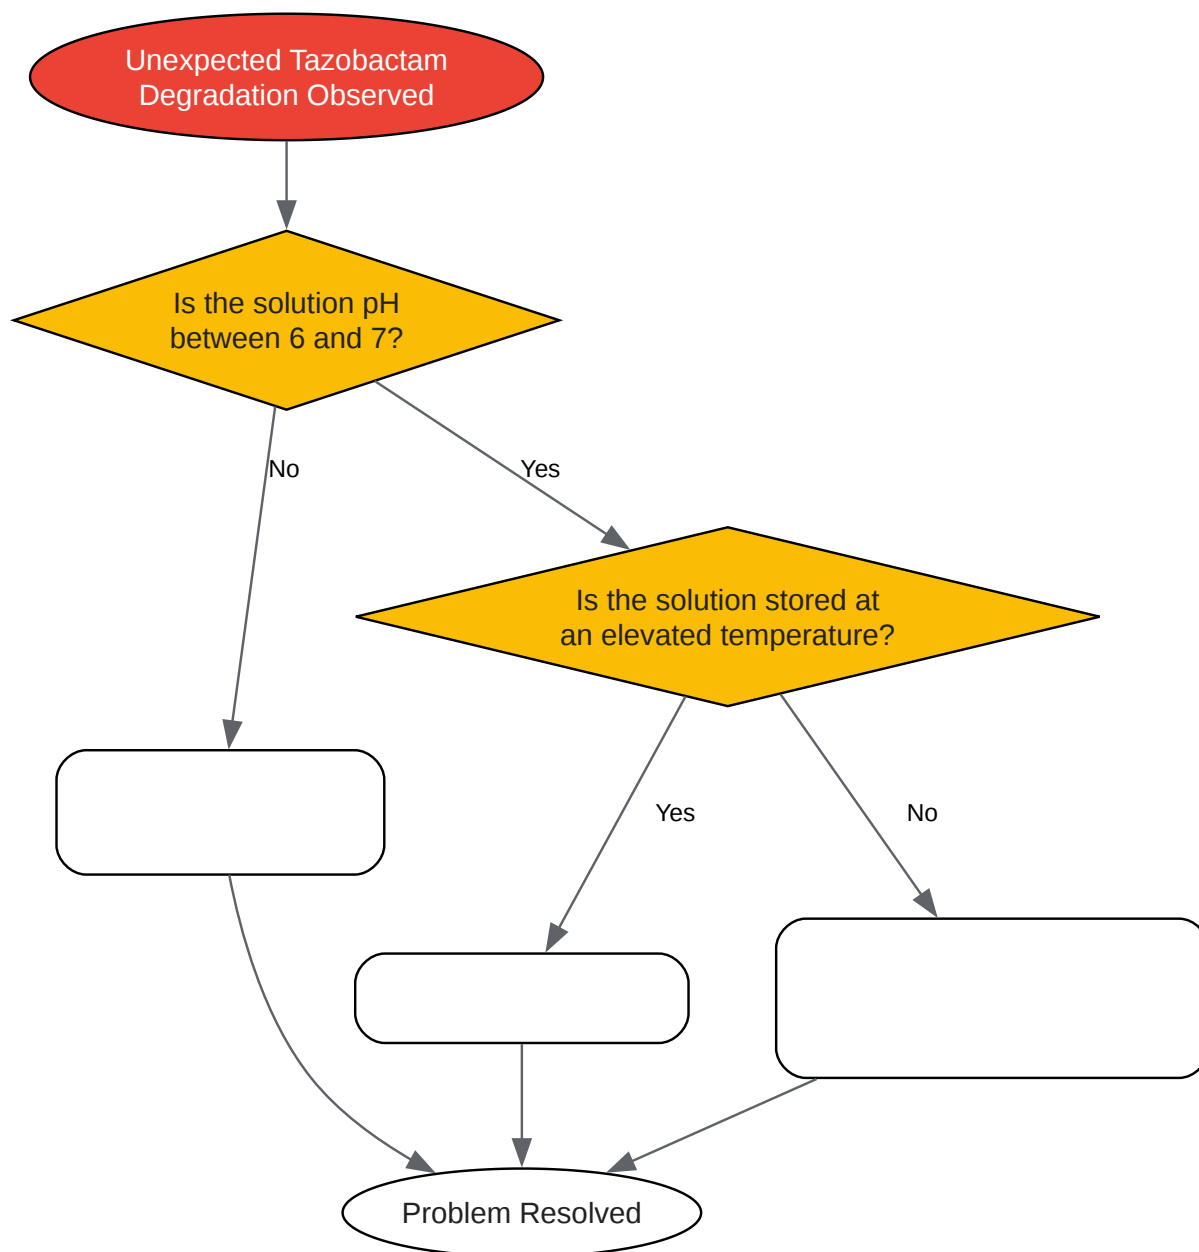 Unexpected Tazobactam
Degradation Observed
Is the solution pH
between 6 and 7?
No
Yes
Is the solution stored at
an elevated temperature?
Yes
No
Problem Resolved